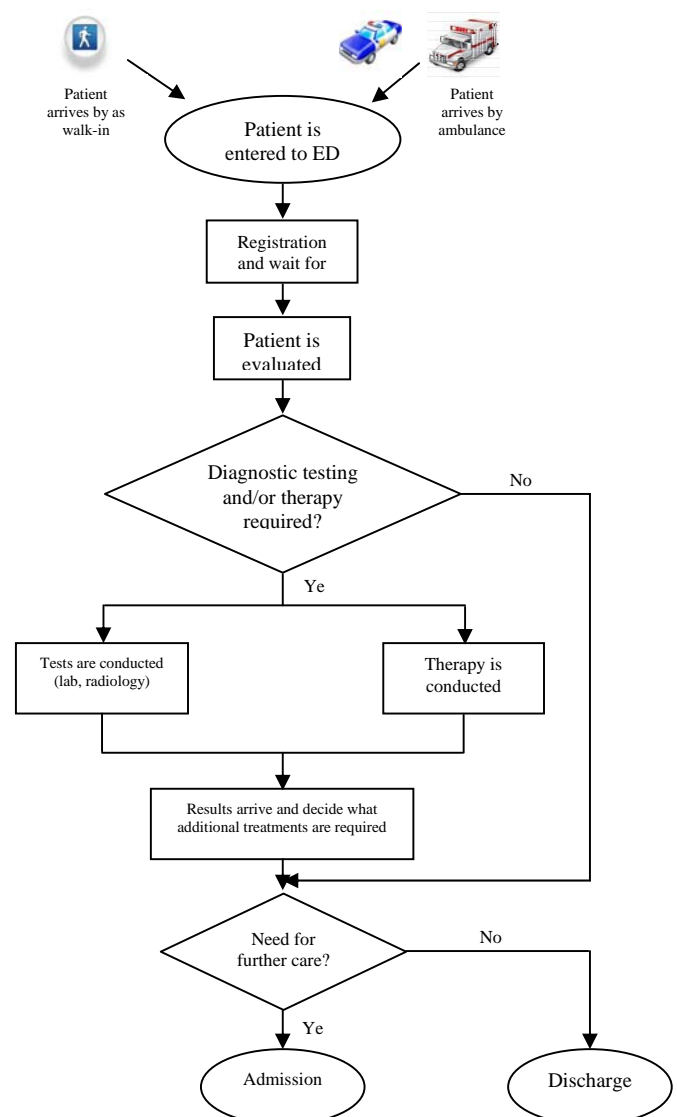 Patient
arrives by as
walk-in
Patient
arrives by
ambulance
Patient is
entered to ED
Registration
and wait for
Patient is
evaluated
Diagnostic testing
and/or therapy
required?
No
Ye
Tests are conducted
(lab, radiology)
Therapy is
conducted
Results arrive and decide what
additional treatments are required
Need for
further care?
No
Ye
Admission
Discharge